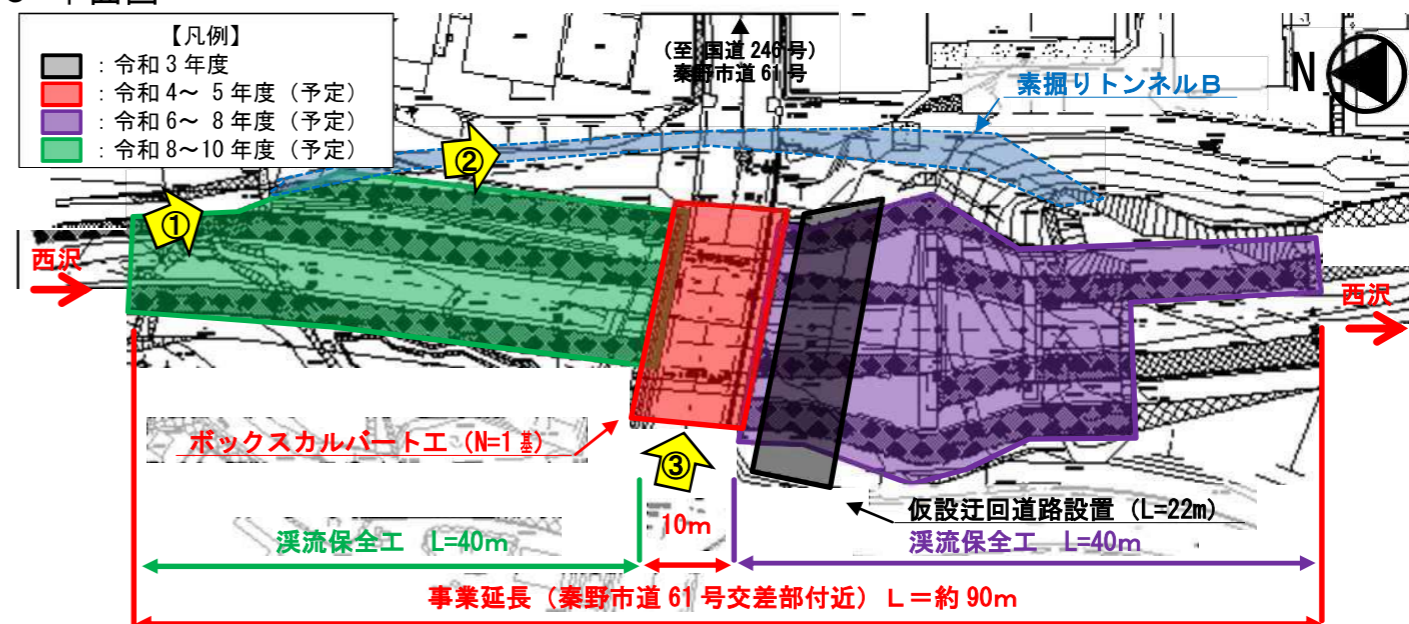 平面図
【凡例】
：令和3年度
：令和4～ 5年度（予定）
：令和6～ 8年度（予定）
：令和8～10年度（予定）
（至 国道246号）
秦野市道61号
N
素掘りトンネルB
②
①
西沢
西沢
ボックスカルバート工（N=1基）
③
仮設迂回道路設置（L=22m）
渓流保全工 L=40m
10m
渓流保全工 L=40m
事業延長（秦野市道61号交差部付近）L＝約90m